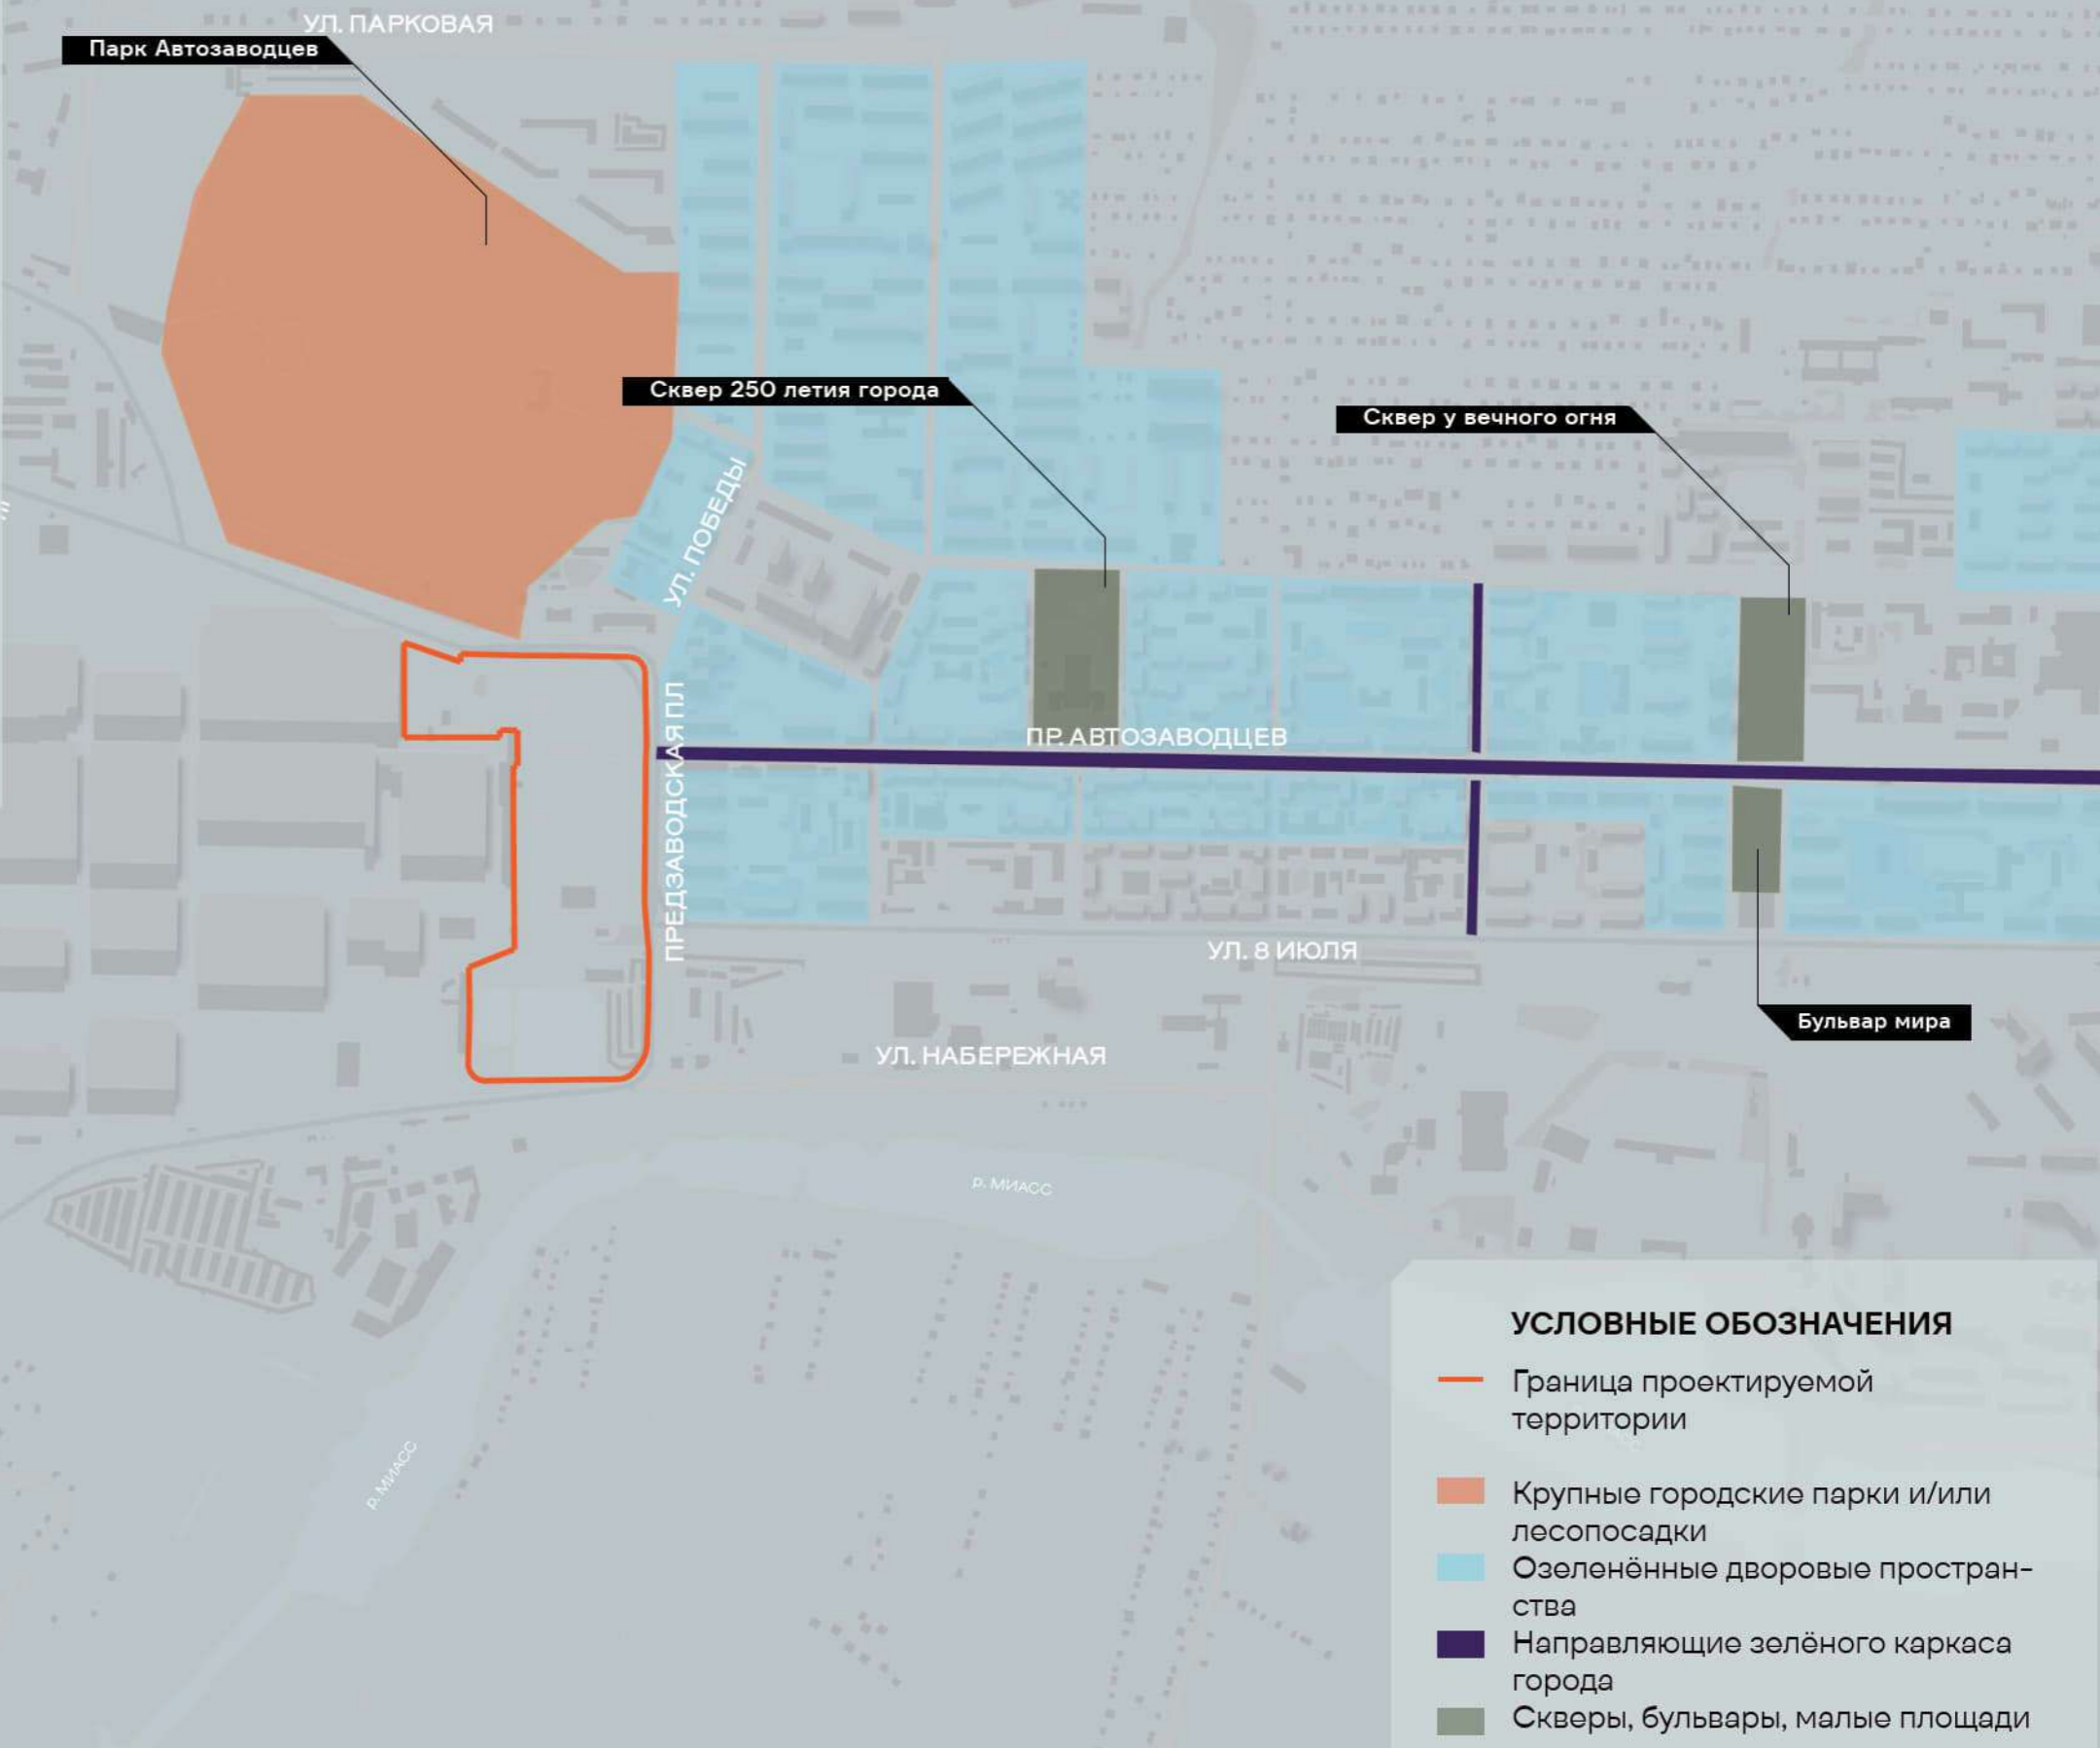 УЛ. ПАРКОВАЯ
Парк Автозаводцев
Сквер 250 летия города
Сквер у вечного огня
УЛ. ПОБЕДЫ
ПР. АВТОЗАВОДЦЕВ
ПРЕДЗАВОДСКАЯ ПЛ
УЛ. 8 ИЮЛЯ
Бульвар мира
УЛ. НАБЕРЕЖНАЯ
р. МИАСС
р. МИАСС
УСЛОВНЫЕ ОБОЗНАЧЕНИЯ
Граница проектируемой
территории
Крупные городские парки и/или
лесопосадки
Озеленённые дворовые простран-
ства
Направляющие зелёного каркаса
города
Скверы, бульвары, малые площади